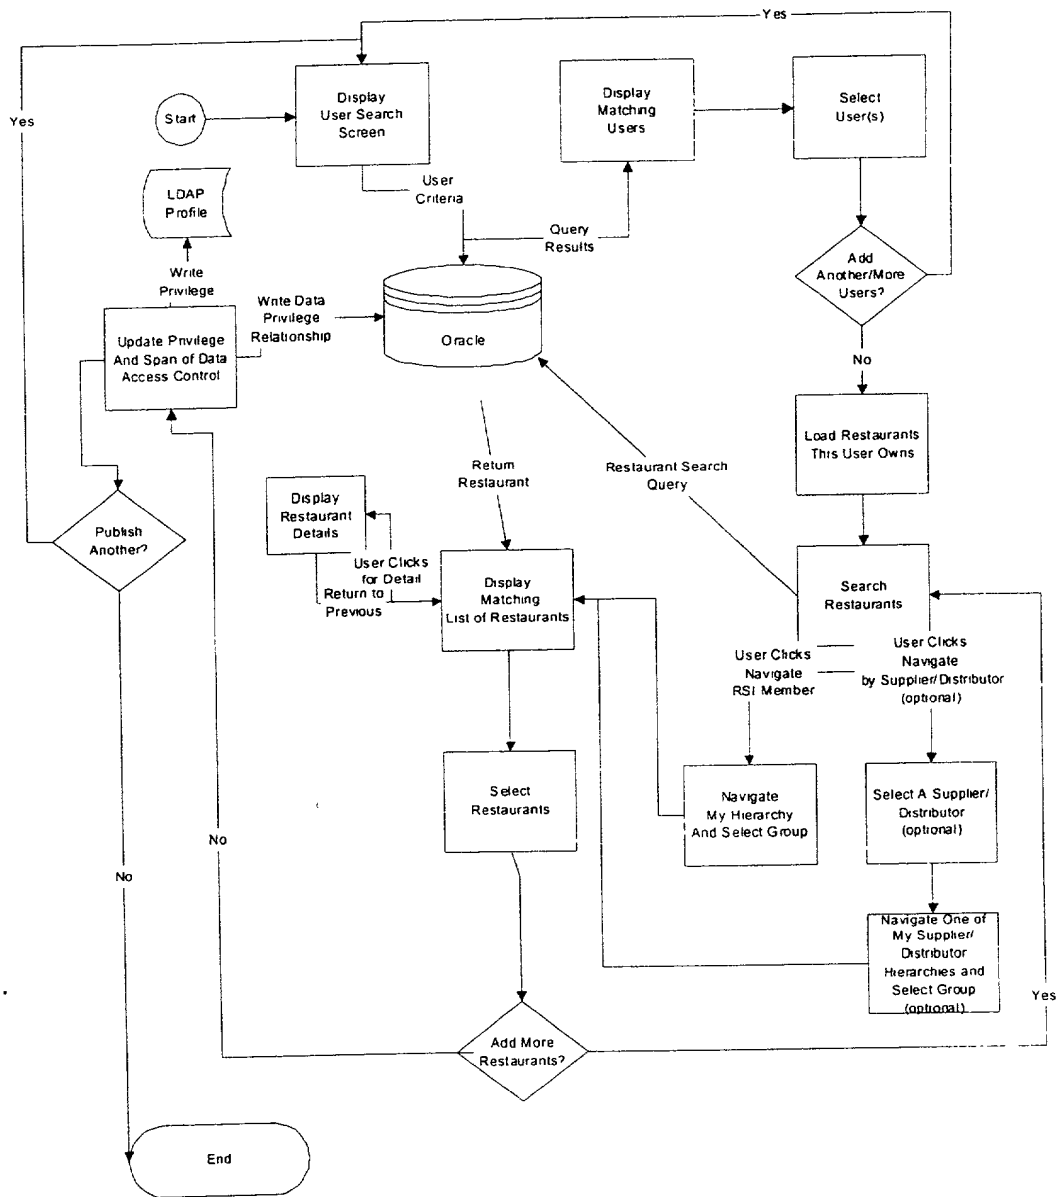 Yes
Yes
Start
Display
User Search
Screen
Display
Matching
Users
Select
User(s)
LDAP
Profile
User
Criteria
Query
Results
Add
Another/More
Users?
Write
Privilege
Write Data
Privilege
Relationship
Oracle
Update Privilege
And Span of Data
Access Control
No
Load Restaurants
This User Owns
Return
Restaurant
Restaurant Search
Query
Display
Restaurant
Details
Publish
Another?
User Clicks
for Detail
Return to
Previous
Display
Matching
List of Restaurants
Search
Restaurants
User Clicks
Navigate
RSI Member
User Clicks
Navigate
by Supplier/Distributor
(optional)
Select
Restaurants
Navigate
My Hierarchy
And Select Group
Select A Supplier/
Distributor
(optional)
No
No
Navigate One of
My Supplier/
Distributor
Hierarchies and
Select Group
(optional)
Yes
Add More
Restaurants?
End